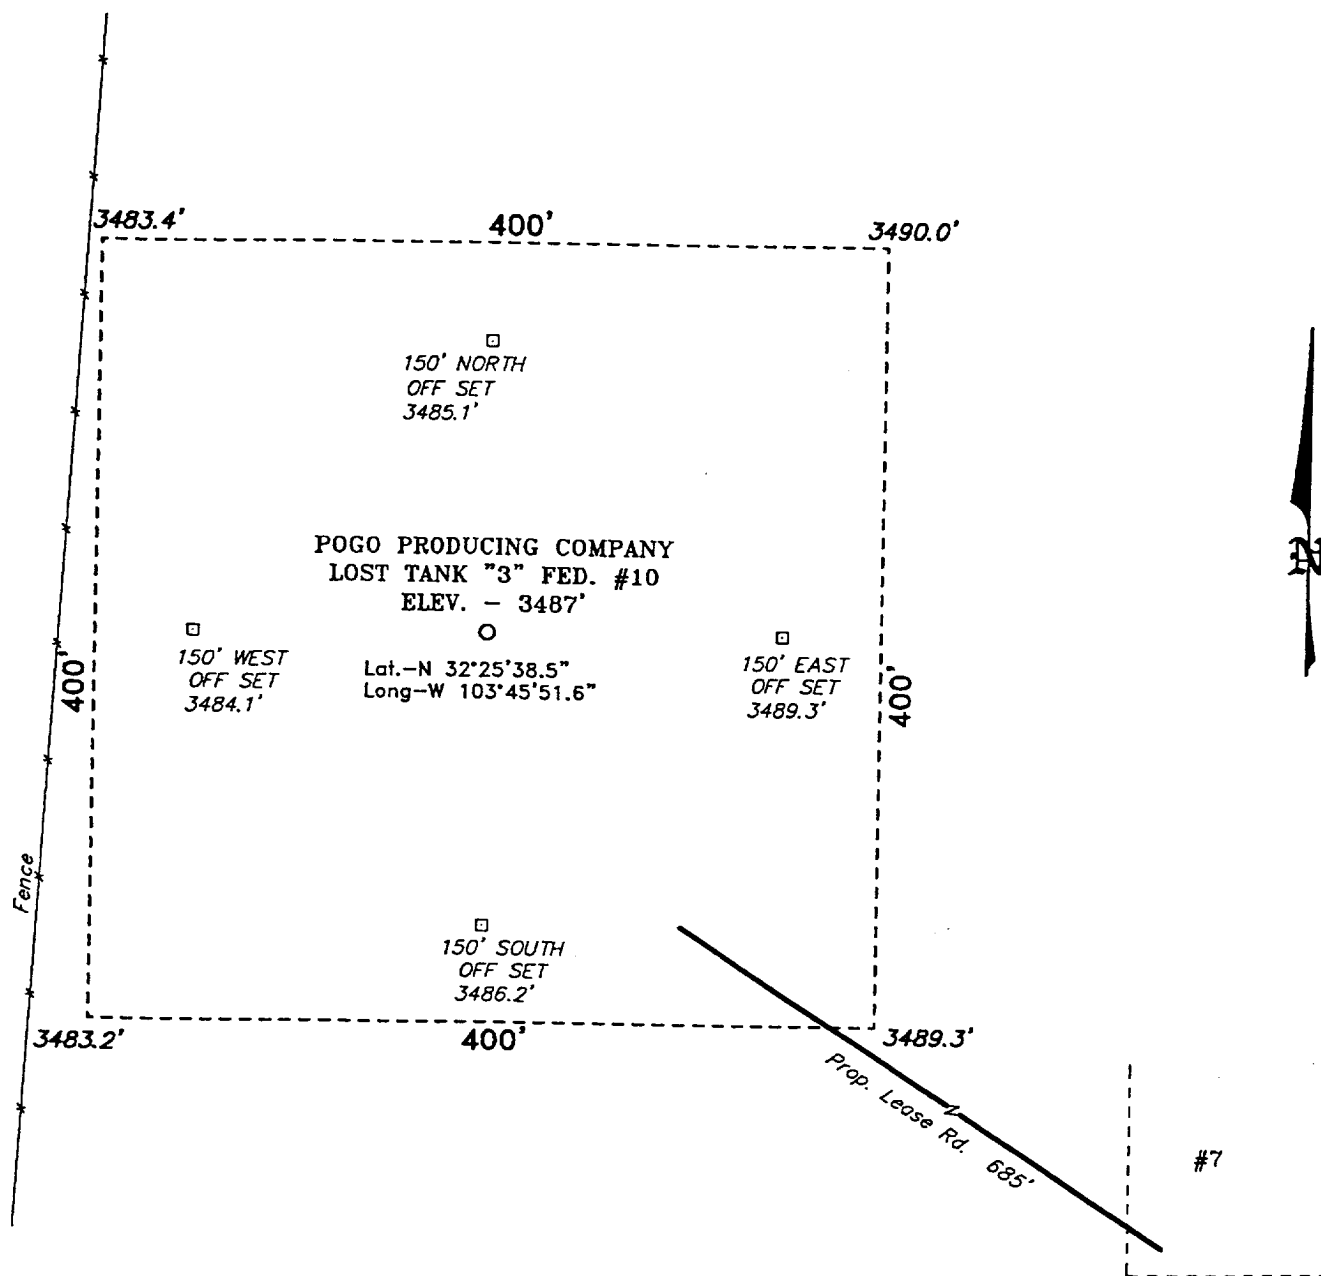 3483.4'
400'
3490.0'
150' NORTH
OFF SET
3485.1'
POGO PRODUCING COMPANY
LOST TANK "3" FED. #10
ELEV. - 3487'
150' WEST
OFF SET
3484.1'
Lat.-N 32°25'38.5"
Long-W 103°45'51.6"
150' EAST
OFF SET
3489.3'
400'
400'
N
Fence
150' SOUTH
OFF SET
3486.2'
3483.2'
400'
3489.3'
Prop. Lease Rd. 685'
#7